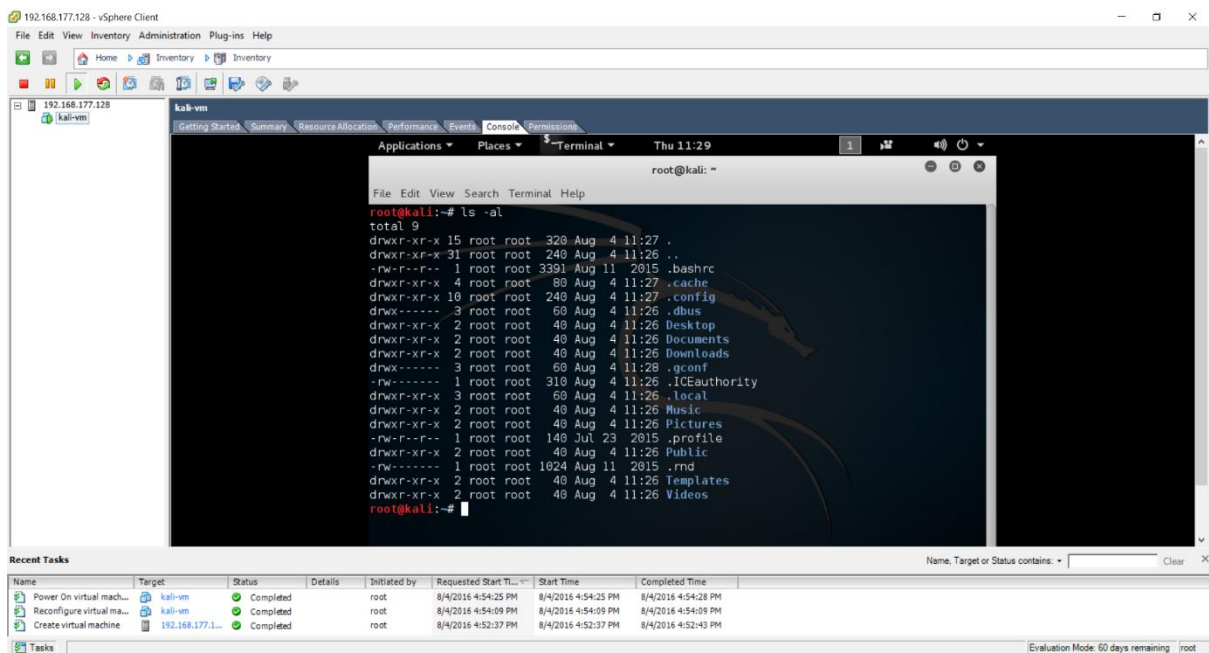 192.168.177.128 - vSphere Client
File Edit View Inventory Administration Plug-ins Help
Home Inventory Inventory
192.168.177.128
kali-vm
kali-vm
Getting Started Summary Resource Allocation Performance Events Console Permissions
Applications Places Terminal Thu 11:29 1
root@kali: ~
File Edit View Search Terminal Help
root@kali:~# ls -al
total 9
drwxr-xr-x 15 root root 320 Aug 4 11:27 .
drwxr-xr-x 31 root root 240 Aug 4 11:26 ..
-rw-r--r-- 1 root root 3391 Aug 11 2015 .bashrc
drwxr-xr-x 4 root root 80 Aug 4 11:27 .cache
drwxr-xr-x 10 root root 240 Aug 4 11:27 .config
drwx------ 3 root root 60 Aug 4 11:26 .dbus
drwxr-xr-x 2 root root 40 Aug 4 11:26 Desktop
drwxr-xr-x 2 root root 40 Aug 4 11:26 Documents
drwxr-xr-x 2 root root 40 Aug 4 11:26 Downloads
drwx------ 3 root root 60 Aug 4 11:28 .gconf
-rw------- 1 root root 310 Aug 4 11:26 .ICEauthority
drwxr-xr-x 3 root root 60 Aug 4 11:26 .local
drwxr-xr-x 2 root root 40 Aug 4 11:26 Music
drwxr-xr-x 2 root root 40 Aug 4 11:26 Pictures
-rw-r--r-- 1 root root 140 Jul 23 2015 .profile
drwxr-xr-x 2 root root 40 Aug 4 11:26 Public
-rw------- 1 root root 1024 Aug 11 2015 .rnd
drwxr-xr-x 2 root root 40 Aug 4 11:26 Templates
drwxr-xr-x 2 root root 40 Aug 4 11:26 Videos
root@kali:~#
Recent Tasks Name, Target or Status contains: Clear
Name Target Status Details Initiated by Requested Start Ti... Start Time Completed Time
Power On virtual mach... kali-vm Completed root 8/4/2016 4:54:25 PM 8/4/2016 4:54:25 PM 8/4/2016 4:54:28 PM
Reconfigure virtual ma... kali-vm Completed root 8/4/2016 4:54:09 PM 8/4/2016 4:54:09 PM 8/4/2016 4:54:09 PM
Create virtual machine 192.168.177.1... Completed root 8/4/2016 4:52:37 PM 8/4/2016 4:52:37 PM 8/4/2016 4:52:43 PM
Tasks Evaluation Mode: 60 days remaining root